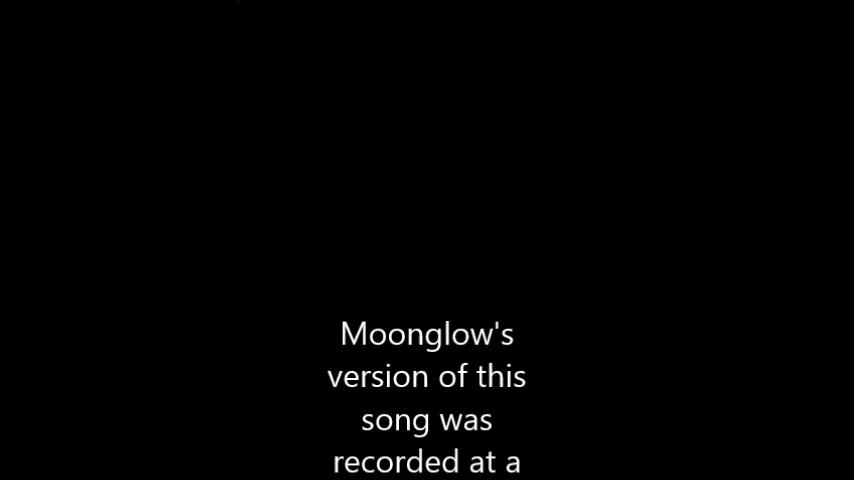 Moonglow's
version of this
song was
recorded at a